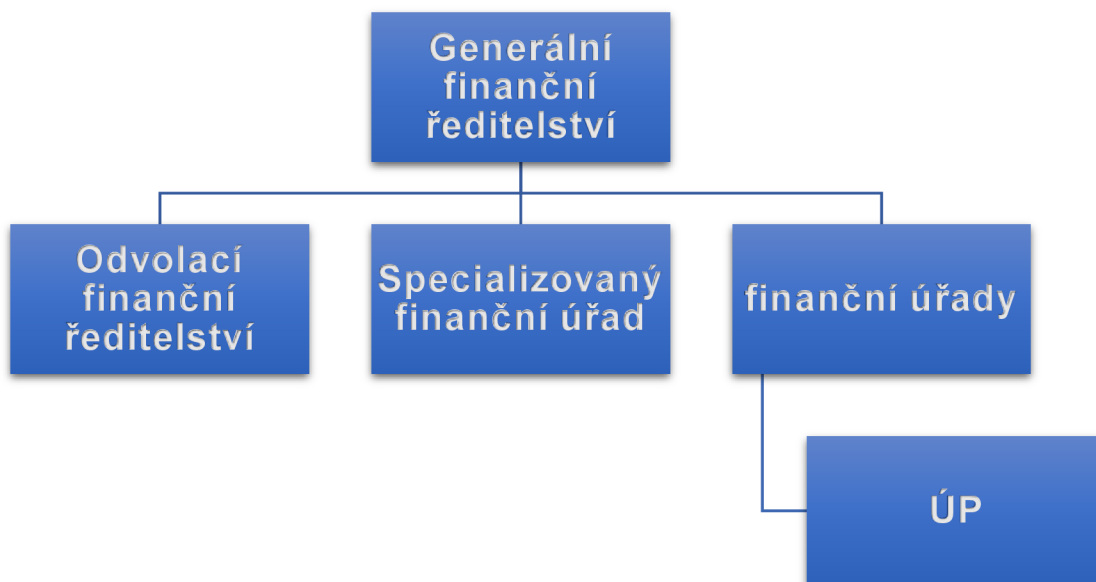 Generální
finanční
ředitelství
Odvolací
finanční
ředitelství
Specializovaný
finanční úřad
finanční úřady
ÚP